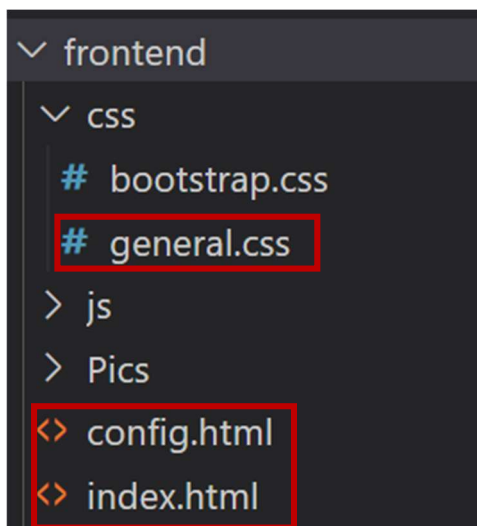 frontend
css
# bootstrap.css
# general.css
js
Pics
<> config.html
<> index.html